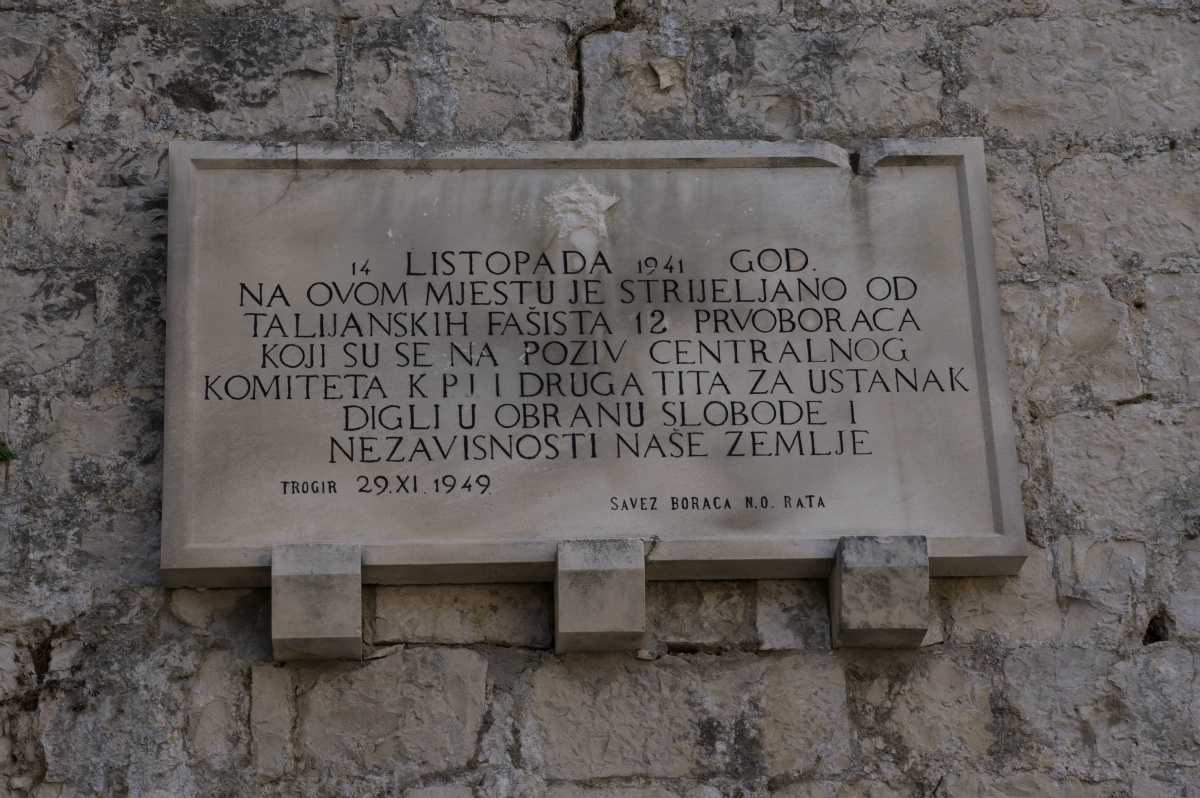 14 LISTOPADA 1941 GOD.
NA OVOM MJESTU JE STRIJELJANO OD
TALIJANSKIH FAŠISTA 12 PRVOBORACA
KOJI SU SE NA POZIV CENTRALNOG
KOMITETA K P J I DRUGA TITA ZA USTANAK
DIGLI U OBRANU SLOBODE I
NEZAVISNOSTI NAŠE ZEMLJE
TROGIR 29.XI.1949.
SAVEZ BORACA N.O. RATA